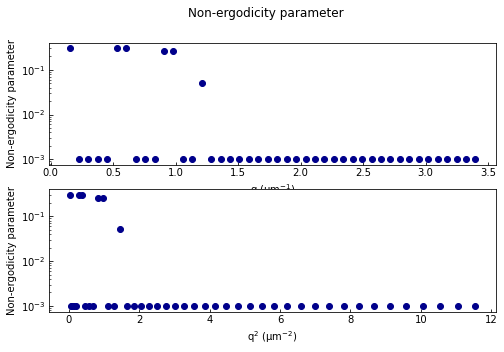 Non-ergodicity parameter
Non-ergodicity parameter
10⁻¹
10⁻²
10⁻³
0.0 0.5 1.0 1.5 2.0 2.5 3.0 3.5
q (μm⁻¹)
Non-ergodicity parameter
10⁻¹
10⁻²
10⁻³
0 2 4 6 8 10 12
q² (μm⁻²)